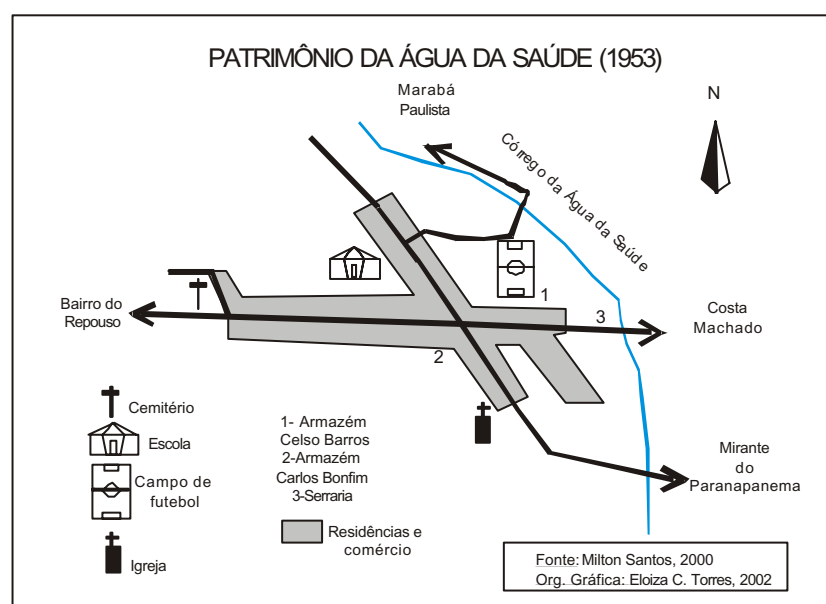 PATRIMÔNIO DA ÁGUA DA SAÚDE (1953)
Marabá
Paulista
N
Córrego da Água da Saúde
1
Bairro do
Repouso
3
Costa
Machado
2
Cemitério
Escola
Campo de
futebol
Igreja
1- Armazém
Celso Barros
2-Armazém
Carlos Bonfim
3-Serraria
Residências e
comércio
Mirante
do
Paranapanema
Fonte: Milton Santos, 2000
Org. Gráfica: Eloiza C. Torres, 2002